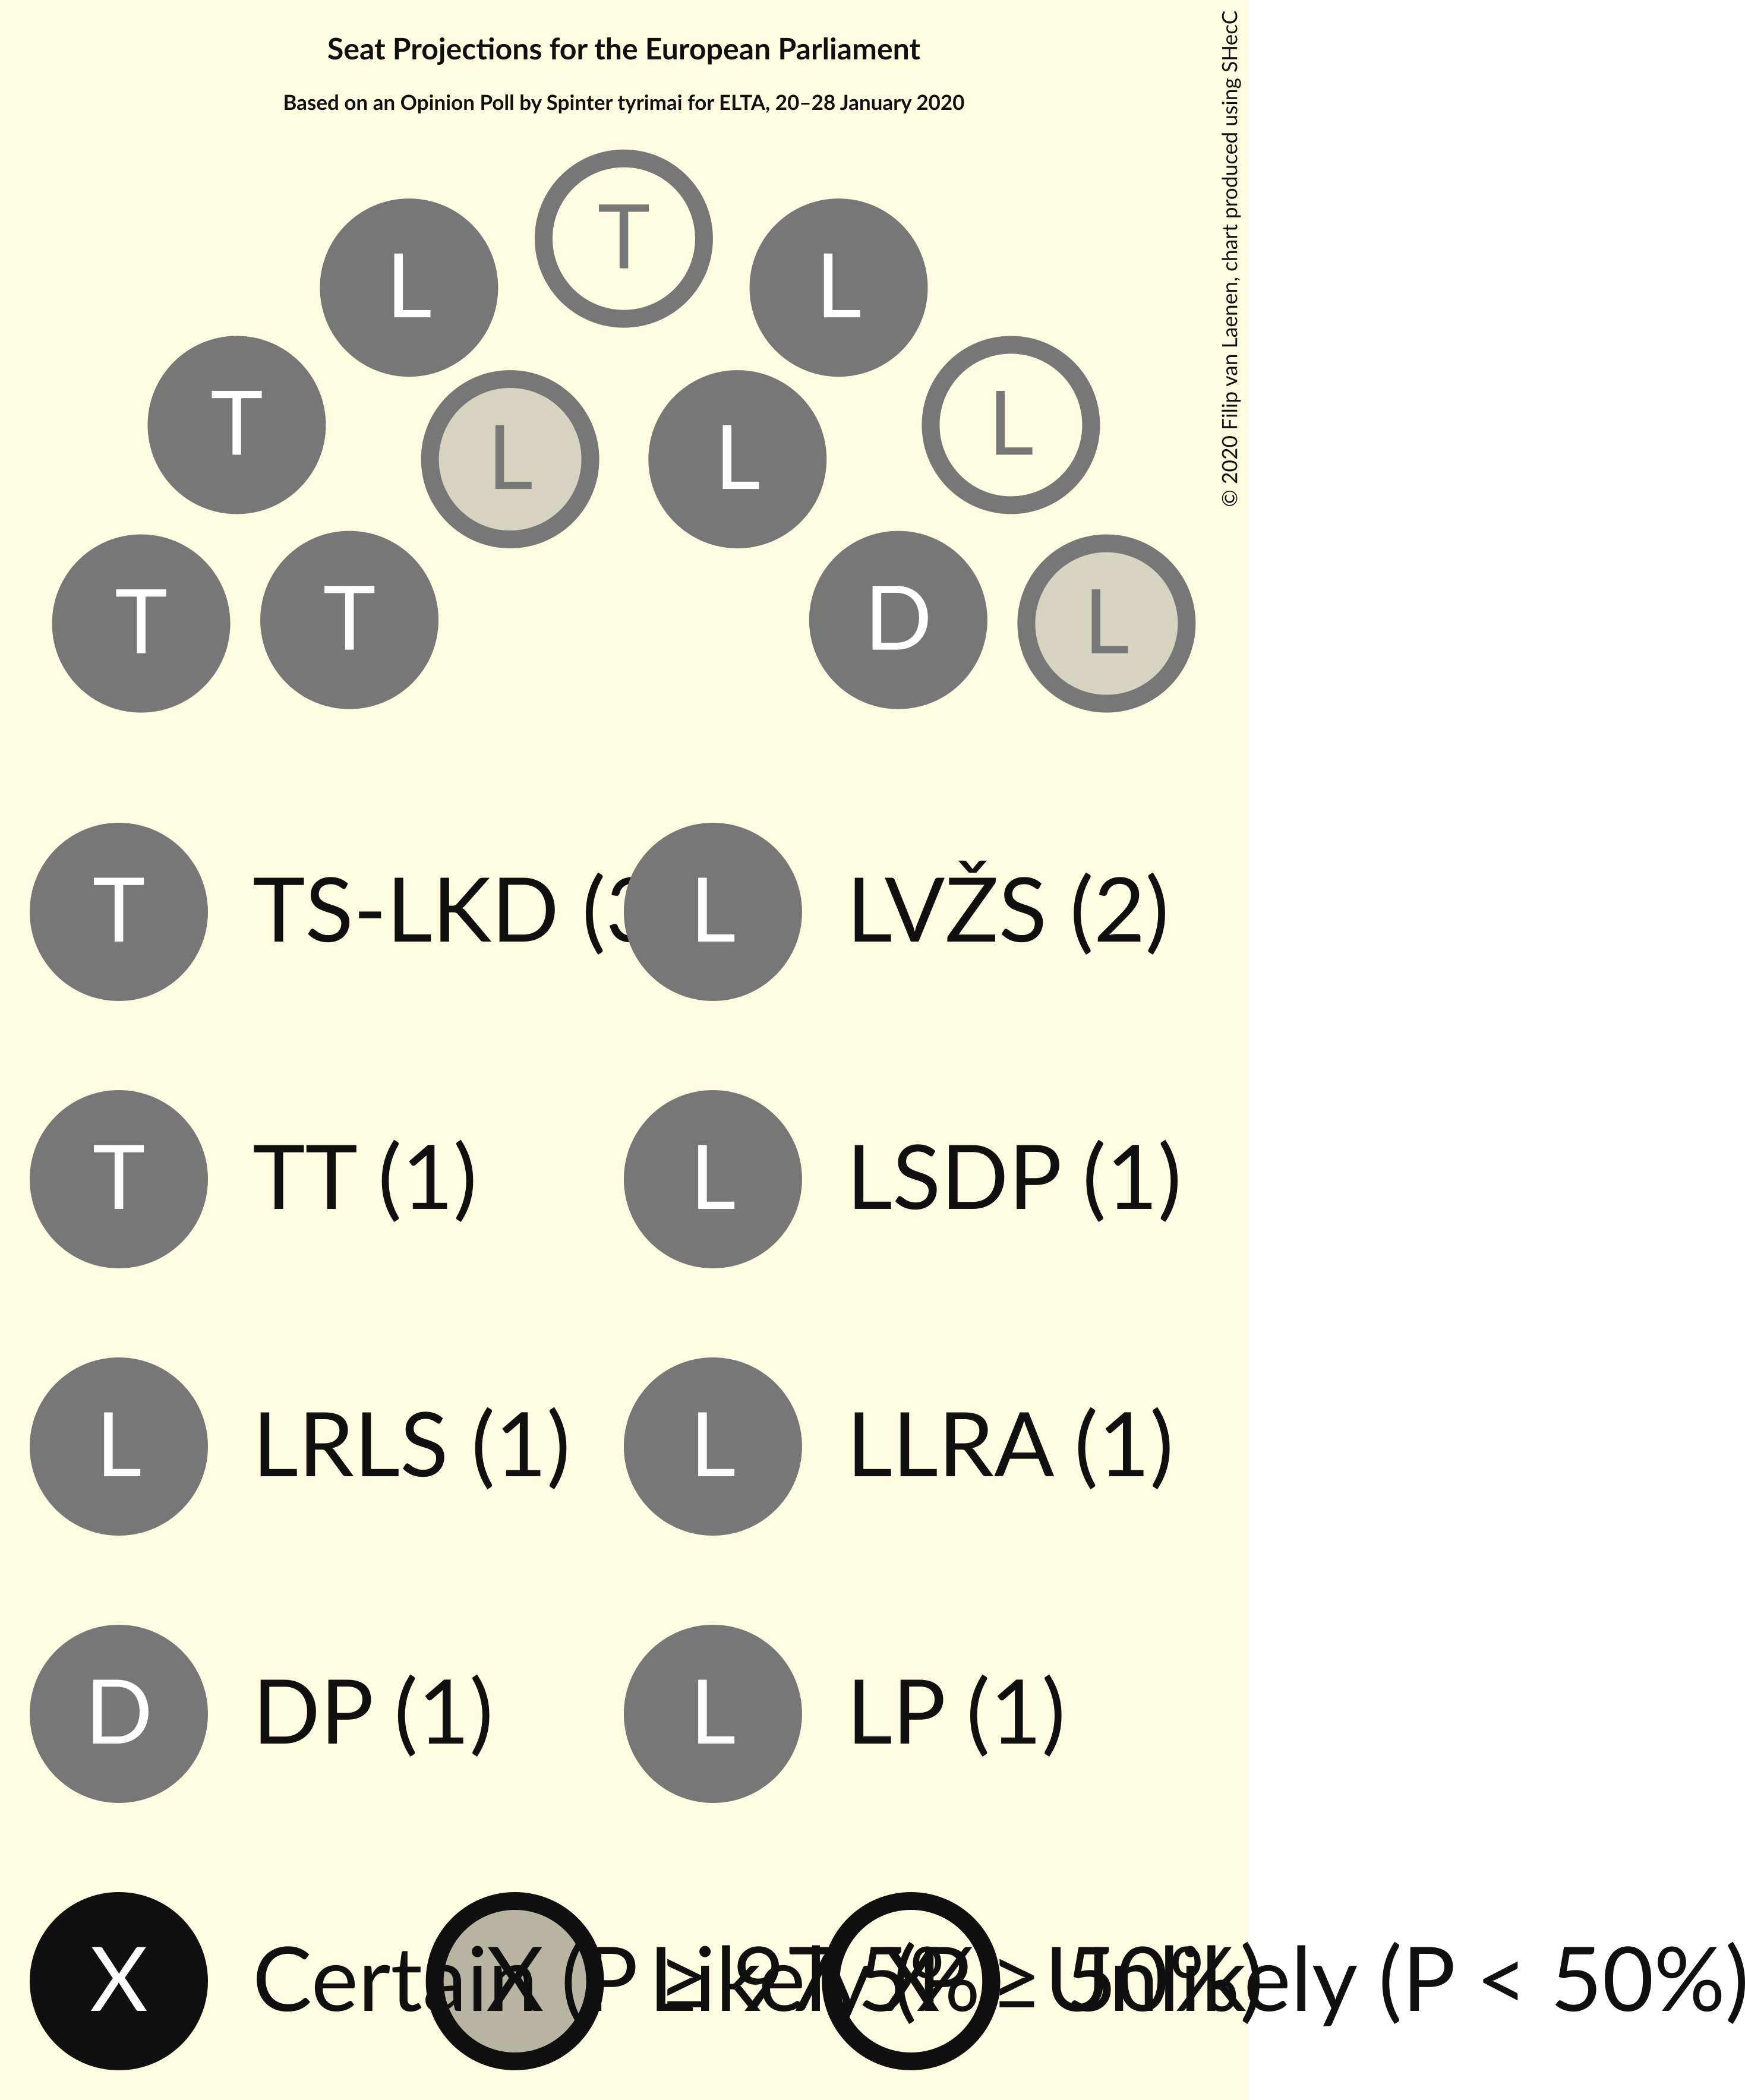 Seat Projections for the European Parliament
Based on an Opinion Poll by Spinter tyrimai for ELTA, 20–28 January 2020
© 2020 Filip van Laenen, chart produced using SHecC
T
L L
T L
L L
T D
T L
T TS-LKD (3 L LVŽS (2)
T TT (1) L LSDP (1)
L LRLS (1) L LLRA (1)
D DP (1) L LP (1)
X Certain (P ≥ 97.5% X Likely (P ≥ 50%) X Unlikely (P < 50%)